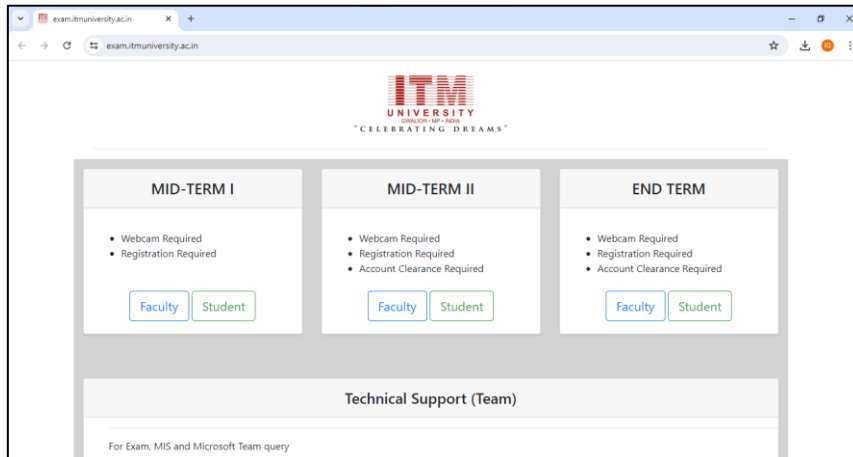 exam.itmuniversity.ac.in
exam.itmuniversity.ac.in
ITM
UNIVERSITY
GWALIOR • MP • INDIA
"CELEBRATING DREAMS"
MID-TERM I
• Webcam Required
• Registration Required
Faculty Student
MID-TERM II
• Webcam Required
• Registration Required
• Account Clearance Required
Faculty Student
END TERM
• Webcam Required
• Registration Required
• Account Clearance Required
Faculty Student
Technical Support (Team)
For Exam, MIS and Microsoft Team query